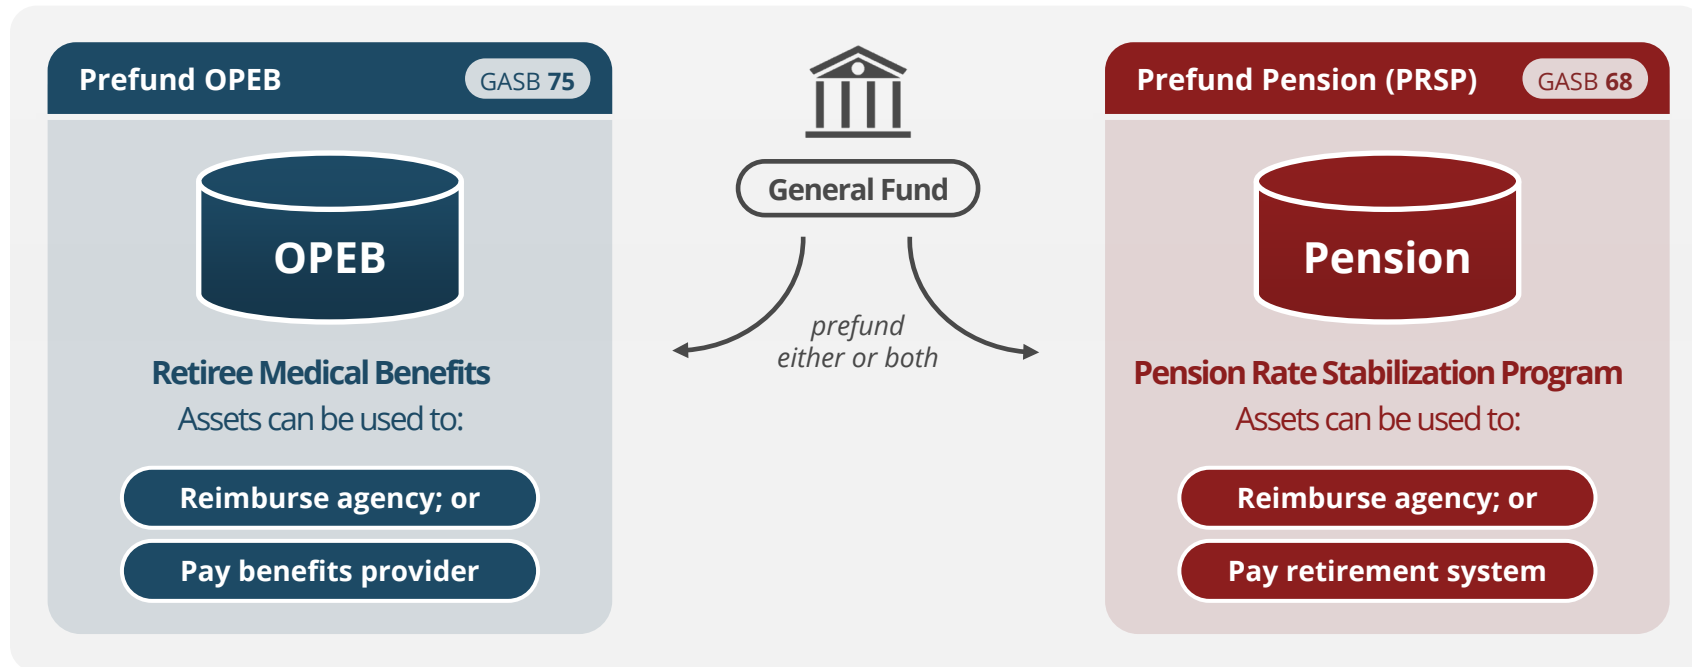 Prefund OPEB
GASB 75
OPEB
Retiree Medical Benefits
Assets can be used to:
Reimburse agency; or
Pay benefits provider
General Fund
prefund
either or both
Prefund Pension (PRSP)
GASB 68
Pension
Pension Rate Stabilization Program
Assets can be used to:
Reimburse agency; or
Pay retirement system